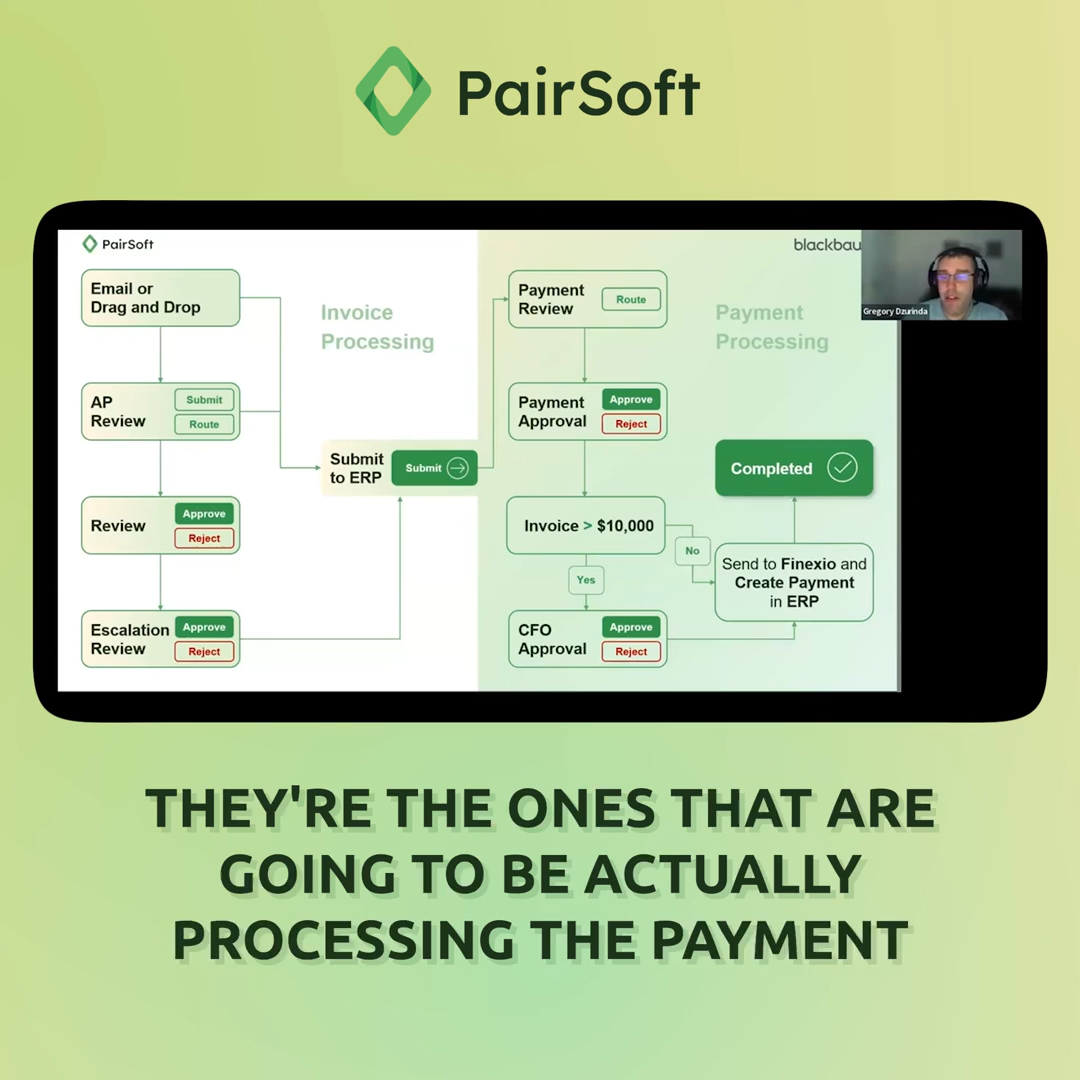 PairSoft
PairSoft
blackbau
Gregory Dzurinda
Email or
Drag and Drop
Invoice
Processing
AP
Review
Submit
Route
Submit
to ERP
Submit
Review
Approve
Reject
Escalation
Review
Approve
Reject
Payment
Review
Route
Payment
Processing
Payment
Approval
Approve
Reject
Invoice > $10,000
No
Yes
CFO
Approval
Approve
Reject
Send to Finexio and
Create Payment
in ERP
Completed
THEY'RE THE ONES THAT ARE
GOING TO BE ACTUALLY
PROCESSING THE PAYMENT